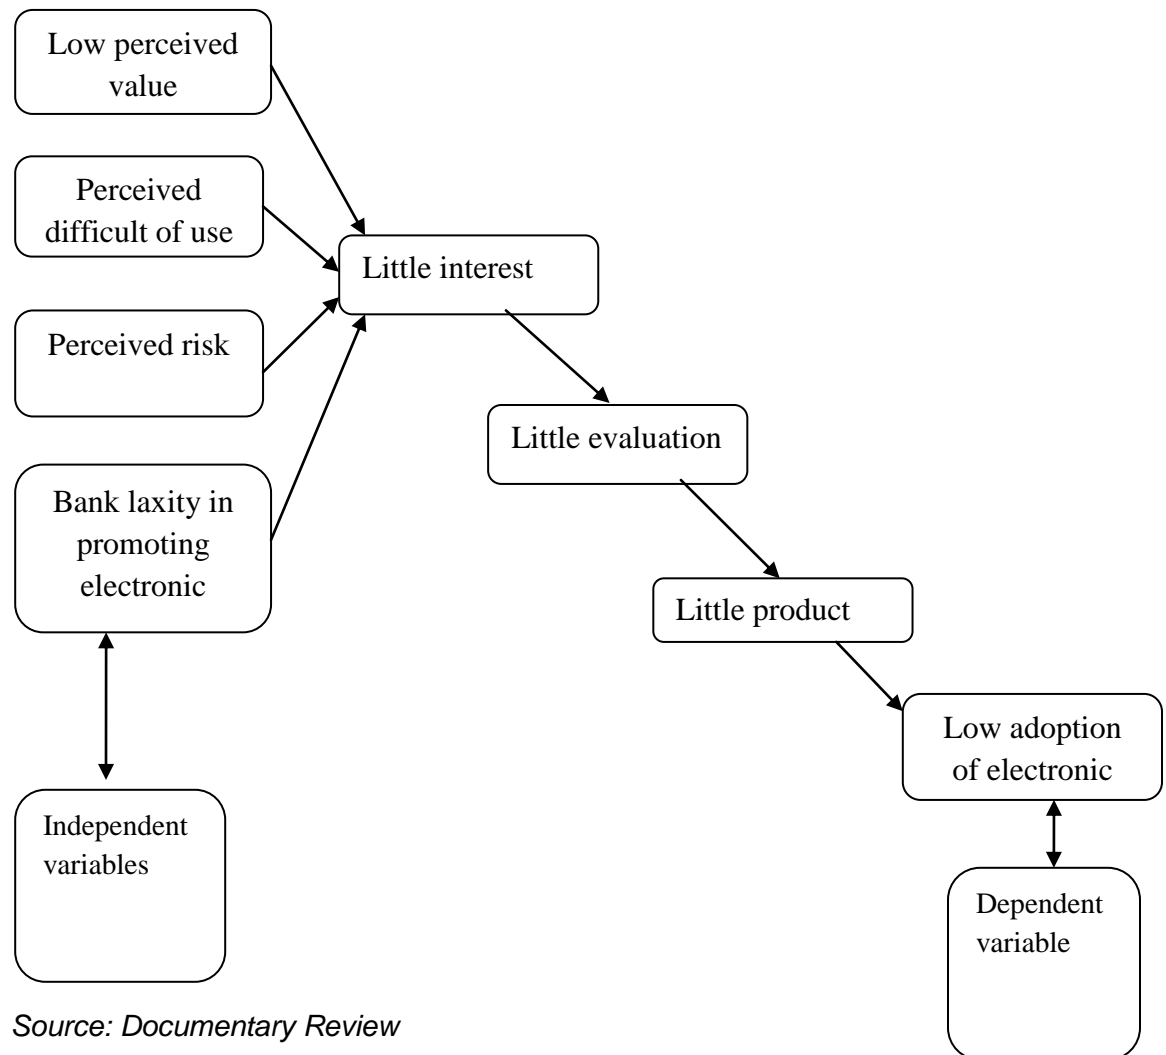 Low perceived
value
Perceived
difficult of use
Perceived risk
Bank laxity in
promoting
electronic
Independent
variables
Little interest
Little evaluation
Little product
Low adoption
of electronic
Dependent
variable
Source: Documentary Review